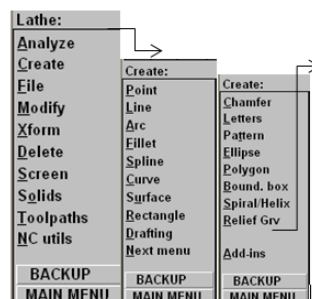 Lathe:
Analyze
Create
File
Modify
Xform
Delete
Screen
Solids
Toolpaths
NC utils
BACKUP
MAIN MENU
Create:
Point
Line
Arc
Fillet
Spline
Curve
Surface
Rectangle
Drafting
Next menu
BACKUP
MAIN MENU
Create:
Chamfer
Letters
Pattern
Ellipse
Polygon
Bound. box
Spiral/Helix
Relief Grv
Add-ins
BACKUP
MAIN MENU